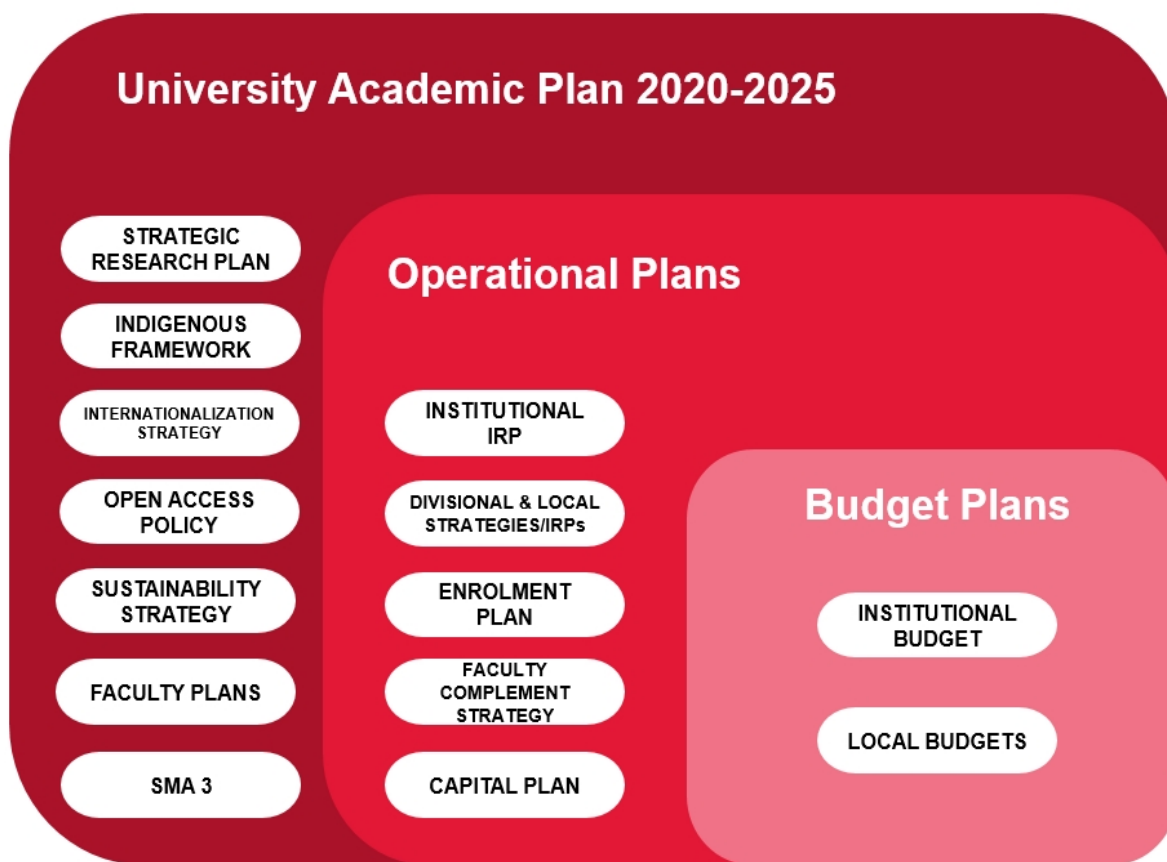 University Academic Plan 2020-2025
STRATEGIC
RESEARCH PLAN
INDIGENOUS
FRAMEWORK
INTERNATIONALIZATION
STRATEGY
OPEN ACCESS
POLICY
SUSTAINABILITY
STRATEGY
FACULTY PLANS
SMA 3
Operational Plans
INSTITUTIONAL
IRP
DIVISIONAL & LOCAL
STRATEGIES/IRPs
ENROLMENT
PLAN
FACULTY
COMPLEMENT
STRATEGY
CAPITAL PLAN
Budget Plans
INSTITUTIONAL
BUDGET
LOCAL BUDGETS